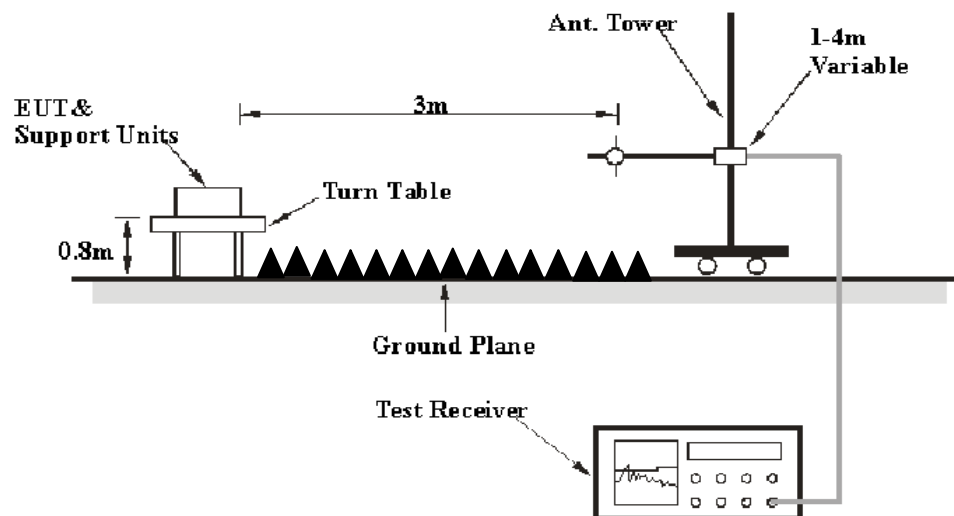 Ant. Tower
1-4m
Variable
3m
EUT&
Support Units
Turn Table
0.8m
Ground Plane
Test Receiver